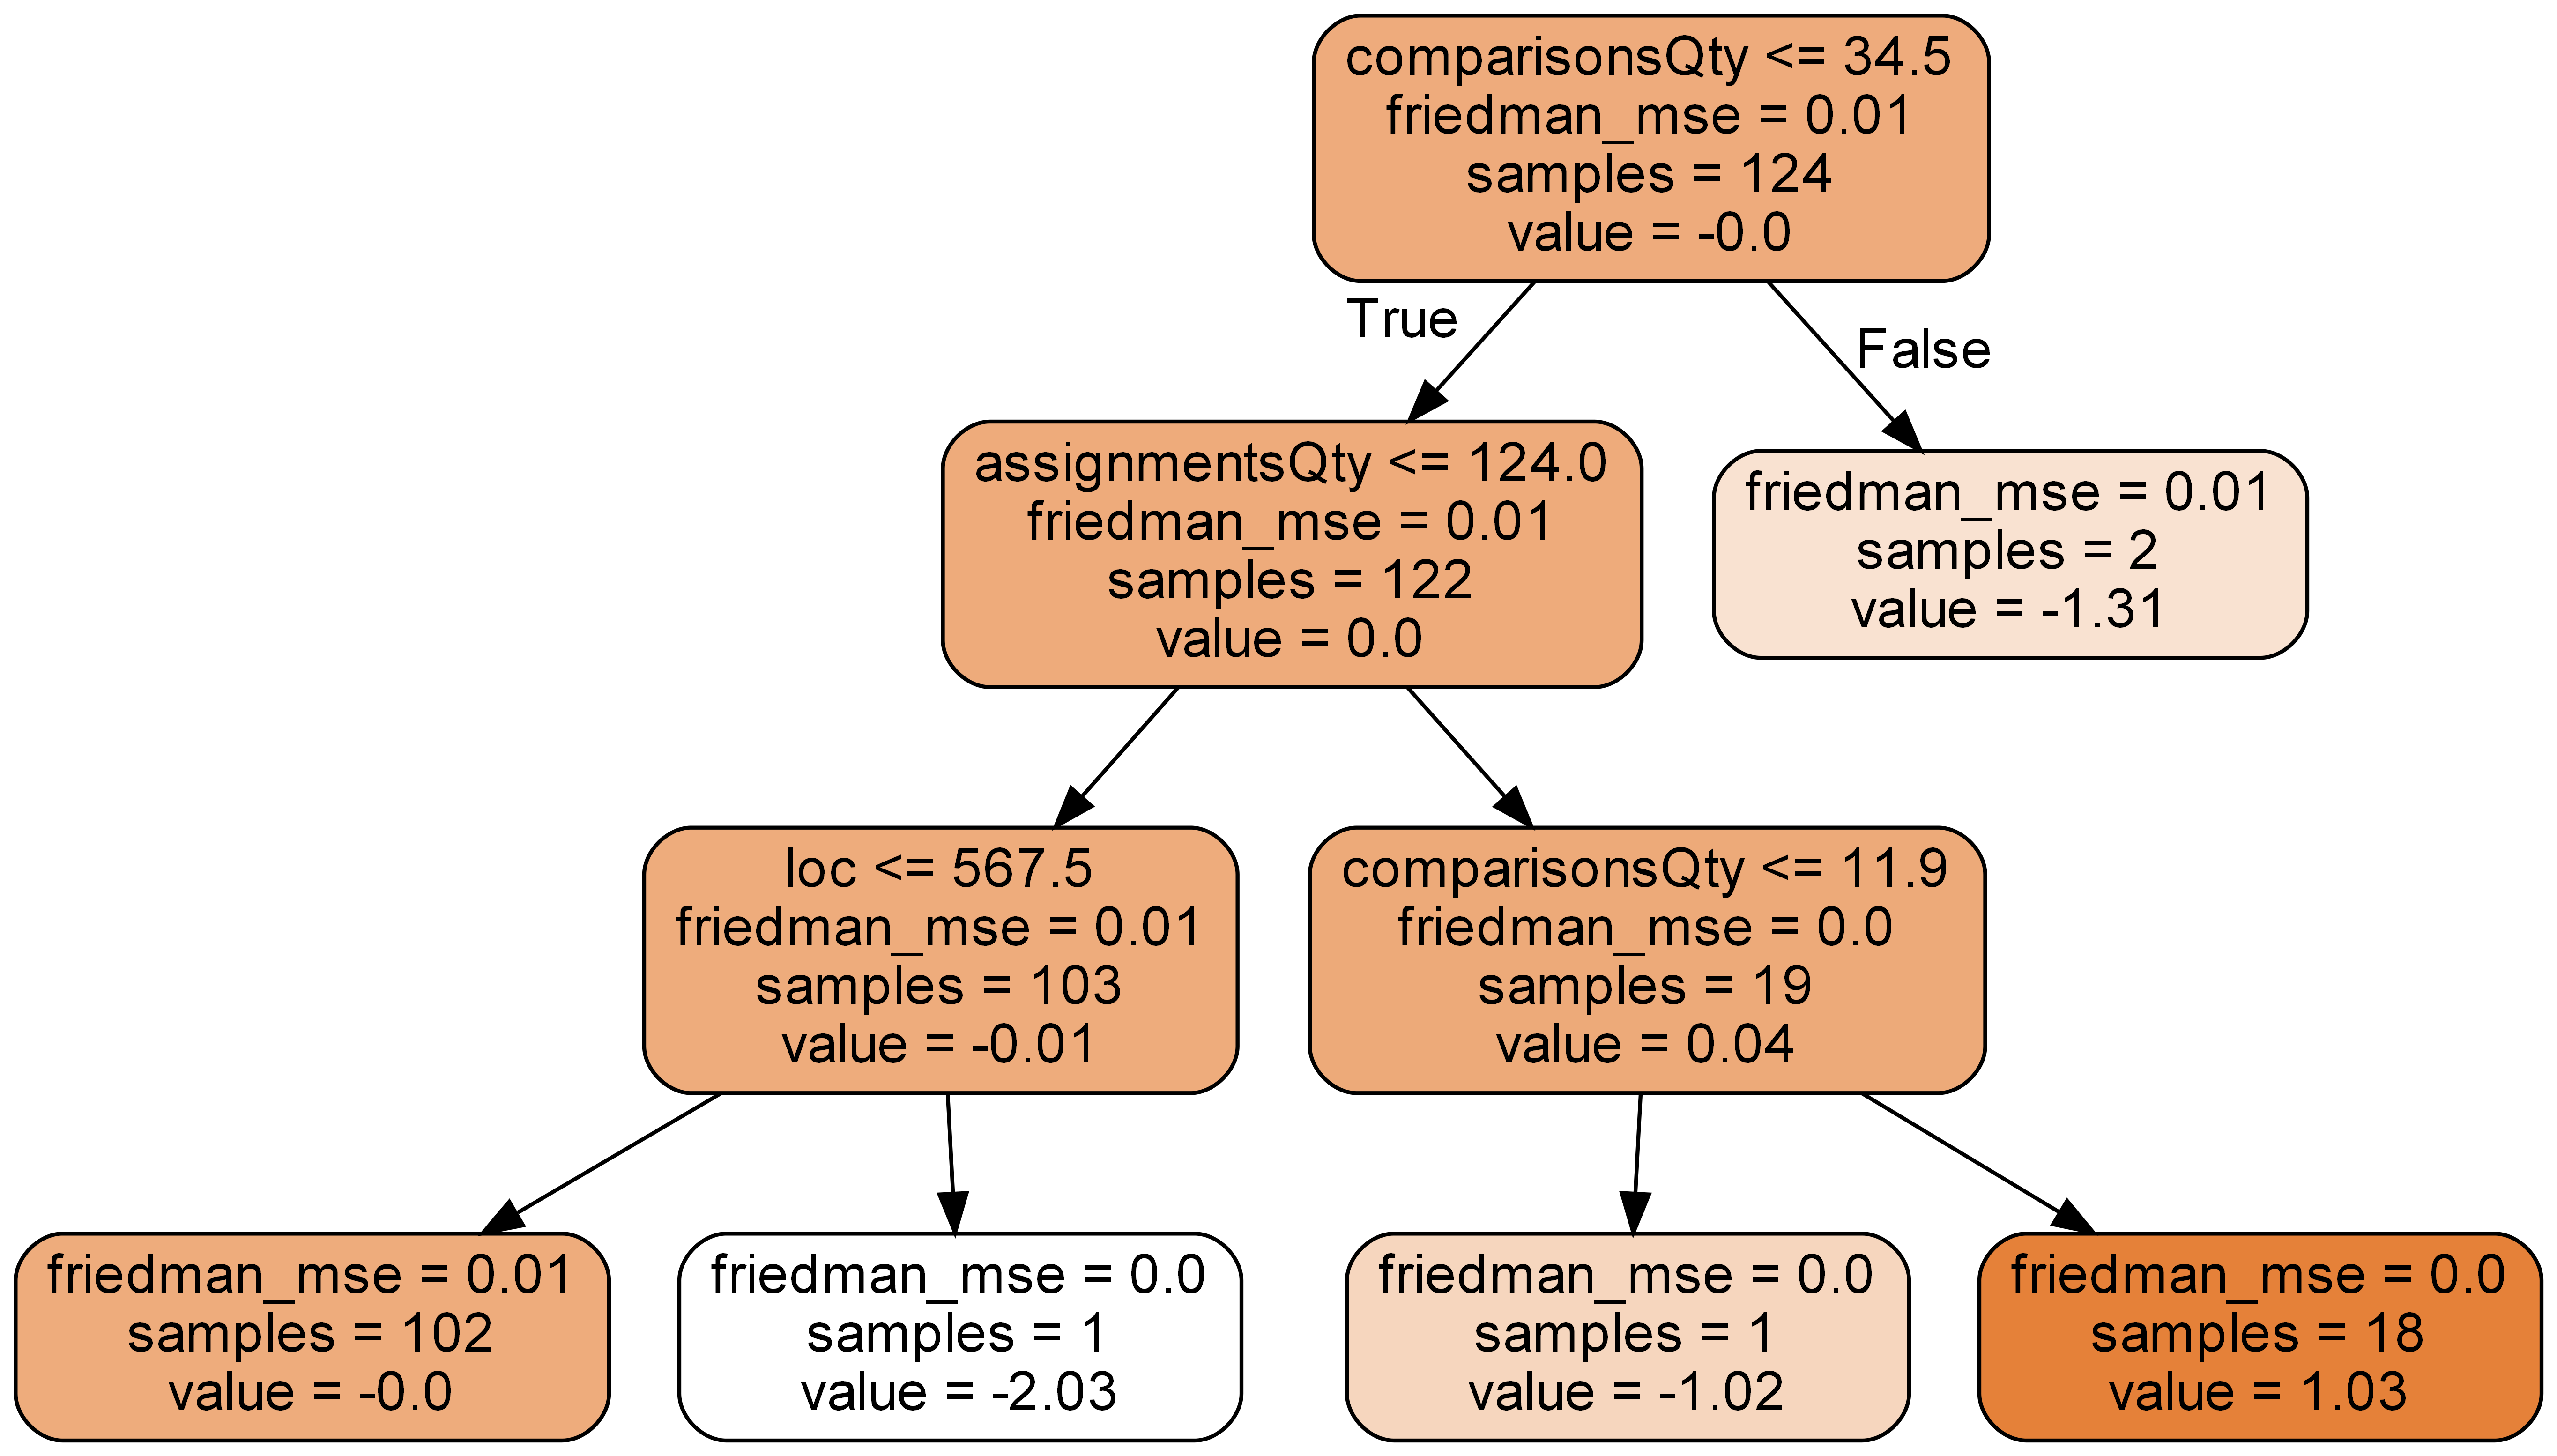 comparisonsQty <= 34.5
friedman_mse = 0.01
samples = 124
value = -0.0
True
False
assignmentsQty <= 124.0
friedman_mse = 0.01
samples = 122
value = 0.0
friedman_mse = 0.01
samples = 2
value = -1.31
loc <= 567.5
friedman_mse = 0.01
samples = 103
value = -0.01
comparisonsQty <= 11.9
friedman_mse = 0.0
samples = 19
value = 0.04
friedman_mse = 0.01
samples = 102
value = -0.0
friedman_mse = 0.0
samples = 1
value = -2.03
friedman_mse = 0.0
samples = 1
value = -1.02
friedman_mse = 0.0
samples = 18
value = 1.03